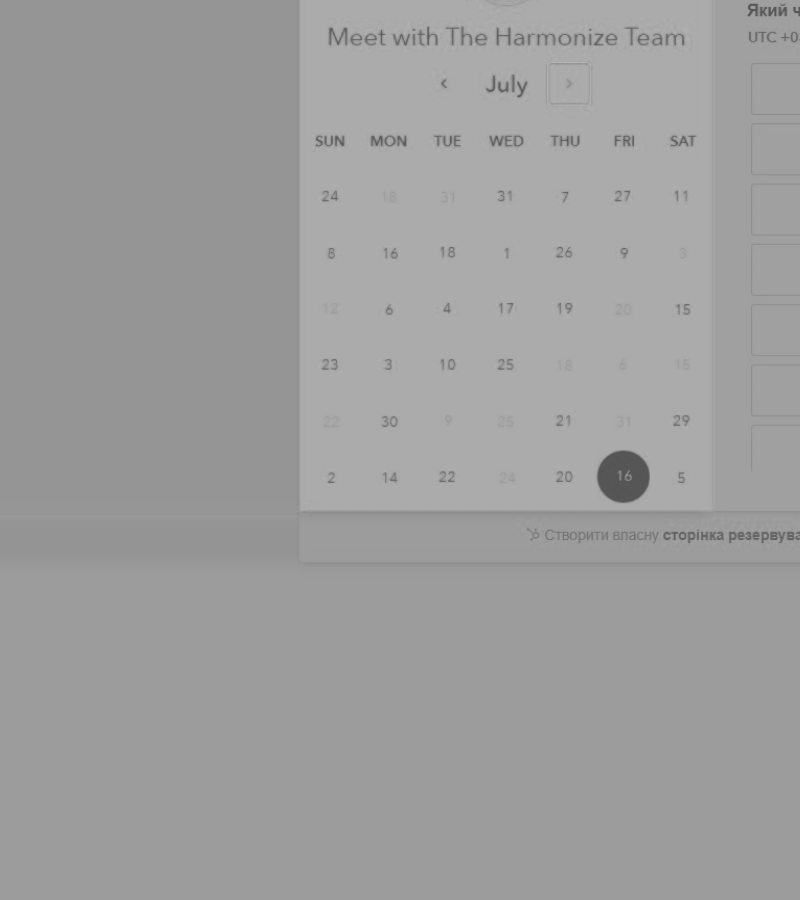 Meet with The Harmonize Team
‹ July ›
SUN MON TUE WED THU FRI SAT
24 18 31 31 7 27 11
8 16 18 1 26 9 3
12 6 4 17 19 20 15
23 3 10 25 18 6 15
22 30 9 25 21 31 29
2 14 22 24 20 16 5
Створити власну сторінка
Який
UTC